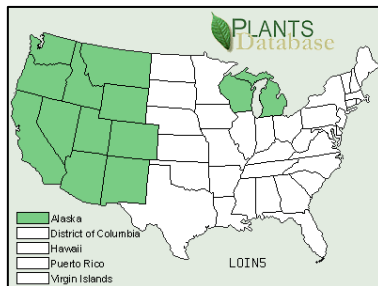 PLANTS
Database
Alaska
District of Columbia
Hawaii
Puerto Rico
Virgin Islands
LOIN5